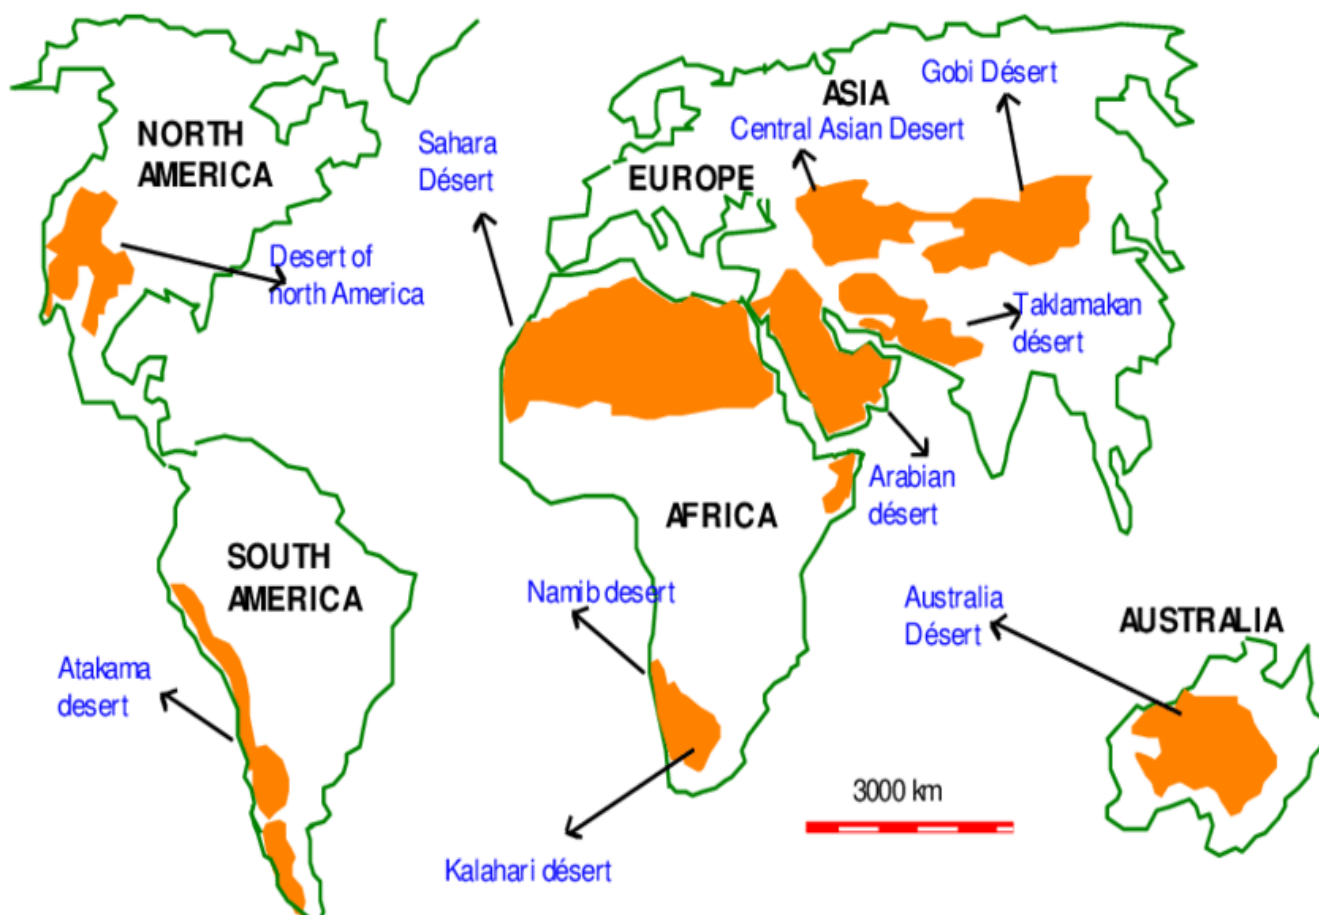 Gobi Désert
ASIA
Central Asian Desert
NORTH
AMERICA
Sahara
Désert
EUROPE
Desert of
north America
Taklamakan
désert
Arabian
désert
AFRICA
SOUTH
AMERICA
Namib desert
Australia
Désert
AUSTRALIA
Atakama
desert
3000 km
Kalahari désert